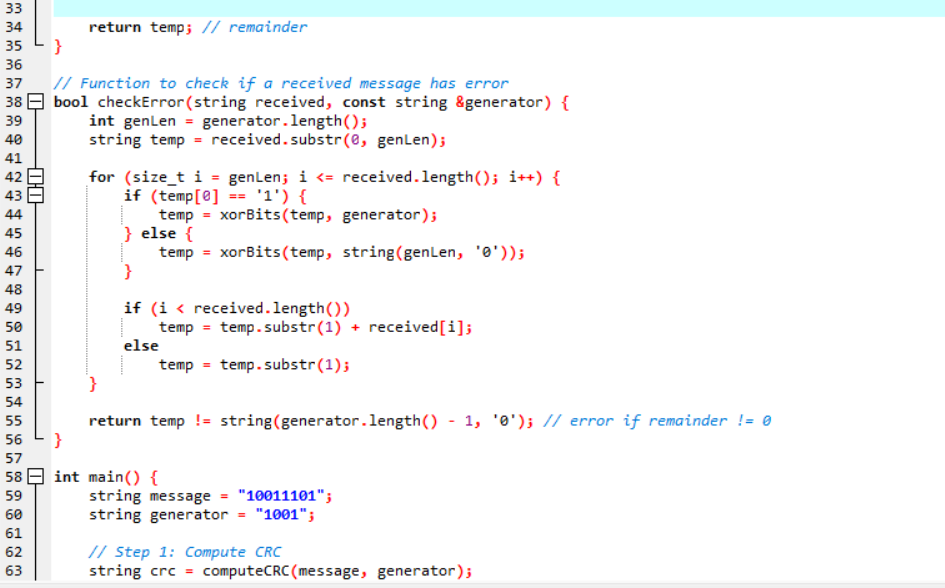 33
34 return temp; // remainder
35 }
36
37 // Function to check if a received message has error
38 bool checkError(string received, const string &generator) {
39 int genLen = generator.length();
40 string temp = received.substr(0, genLen);
41
42 for (size_t i = genLen; i <= received.length(); i++) {
43 if (temp[0] == '1') {
44 temp = xorBits(temp, generator);
45 } else {
46 temp = xorBits(temp, string(genLen, '0'));
47 }
48
49 if (i < received.length())
50 temp = temp.substr(1) + received[i];
51 else
52 temp = temp.substr(1);
53 }
54
55 return temp != string(generator.length() - 1, '0'); // error if remainder != 0
56 }
57
58 int main() {
59 string message = "10011101";
60 string generator = "1001";
61
62 // Step 1: Compute CRC
63 string crc = computeCRC(message, generator);